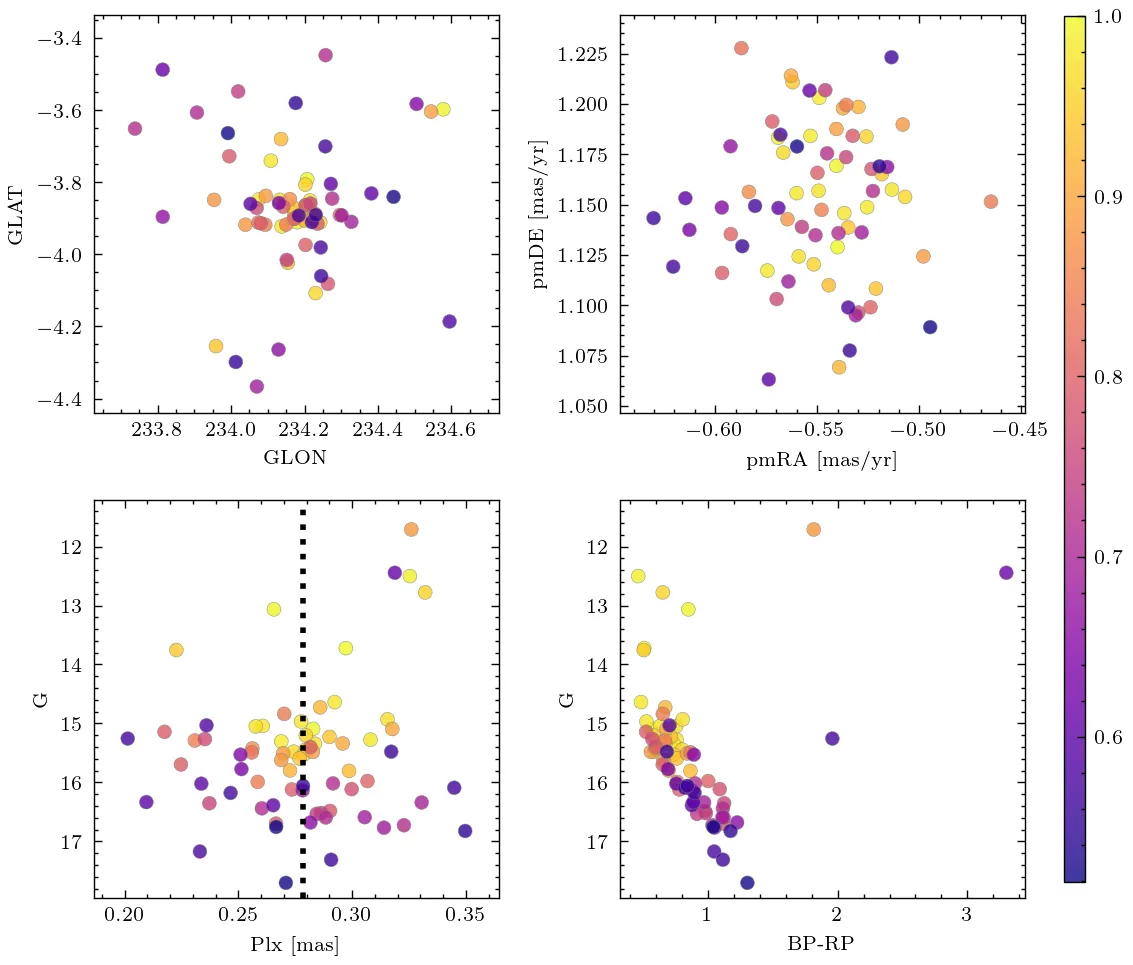 −3.4
−3.6
−3.8
−4.0
−4.2
−4.4
GLAT
233.8 234.0 234.2 234.4 234.6
GLON
1.225
1.200
1.175
1.150
1.125
1.100
1.075
1.050
pmDE [mas/yr]
−0.60 −0.55 −0.50 −0.45
pmRA [mas/yr]
12
13
14
15
16
17
G
0.20 0.25 0.30 0.35
Plx [mas]
12
13
14
15
16
17
G
1 2 3
BP-RP
1.0
0.9
0.8
0.7
0.6